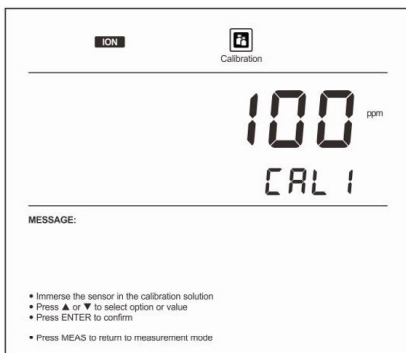 ION
Calibration
100 ppm
CAL 1
MESSAGE:
• Immerse the sensor in the calibration solution
• Press ▲ or ▼ to select option or value
• Press ENTER to confirm
• Press MEAS to return to measurement mode